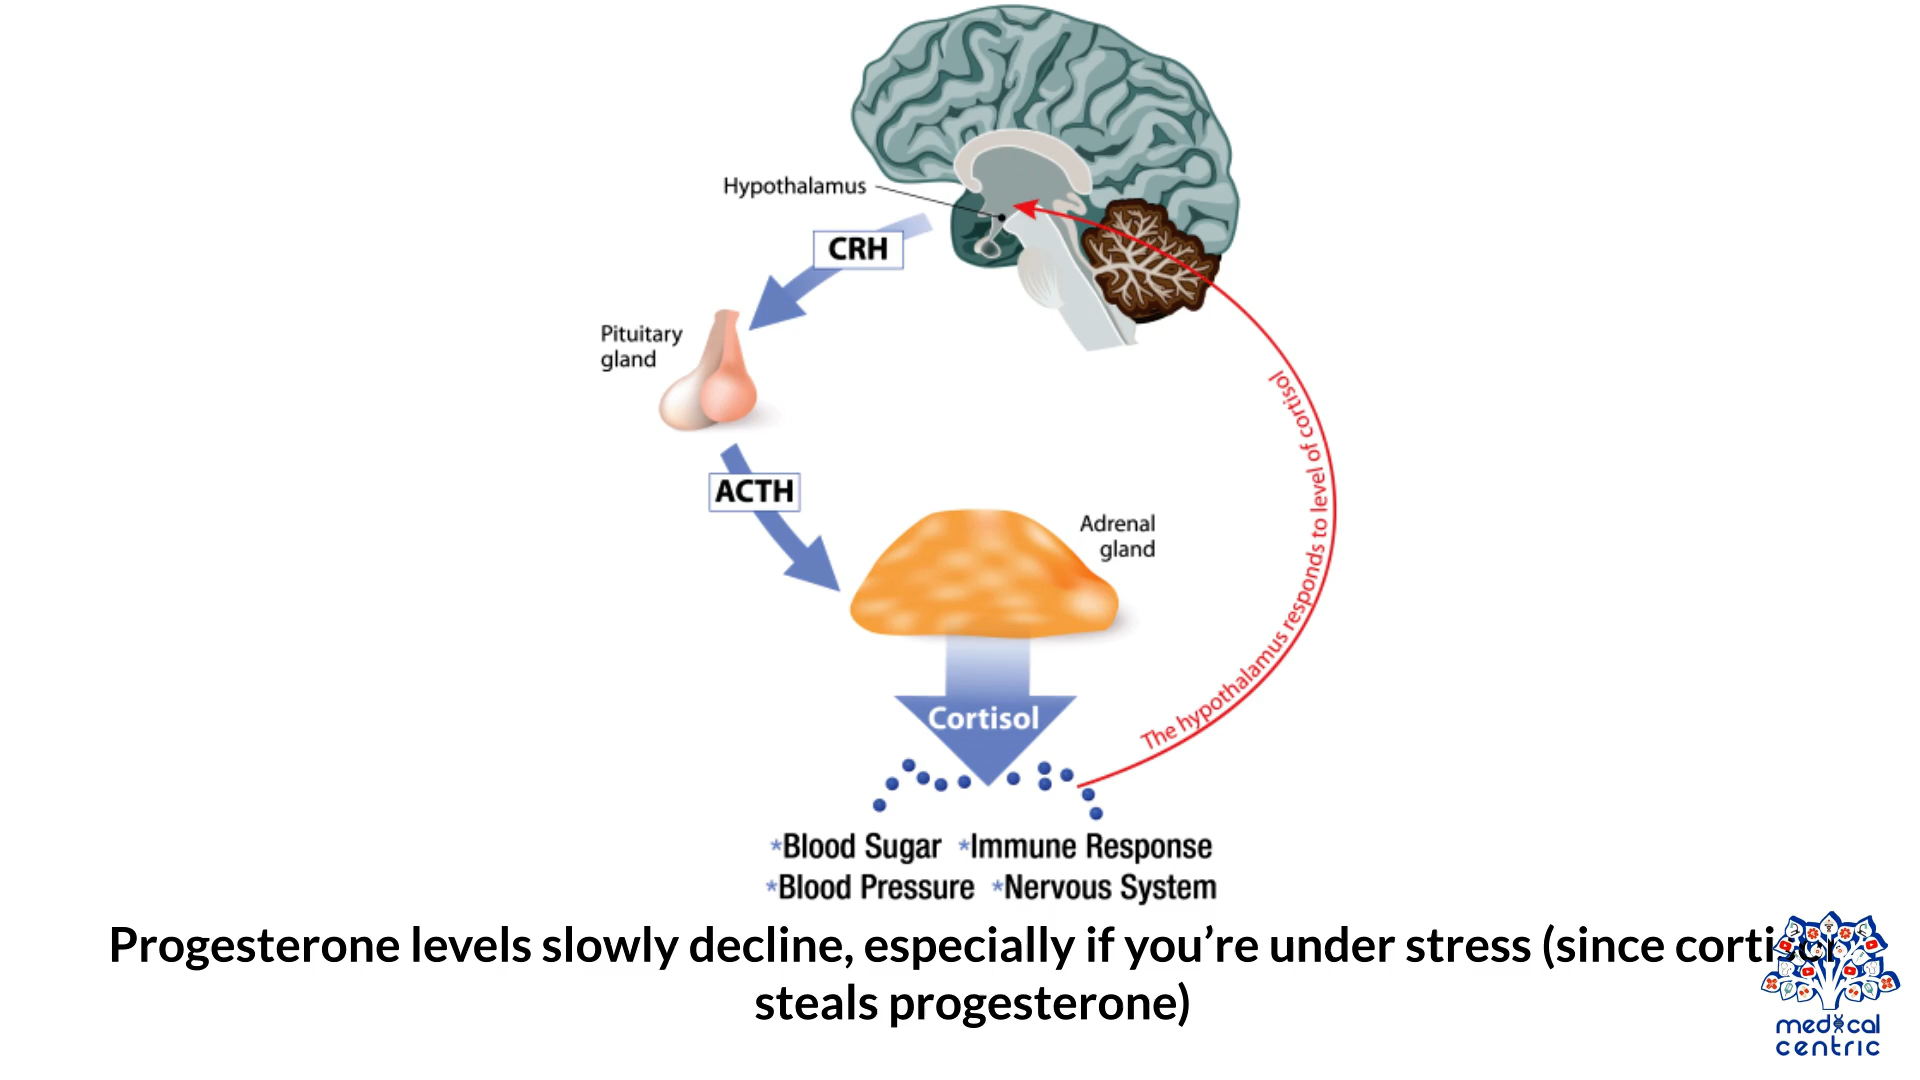 Hypothalamus
CRH
Pituitary
gland
ACTH
Adrenal
gland
Cortisol
The hypothalamus responds to level of cortisol
*Blood Sugar *Immune Response
*Blood Pressure *Nervous System
Progesterone levels slowly decline, especially if you’re under stress (since cortisol
steals progesterone)
medical
centric